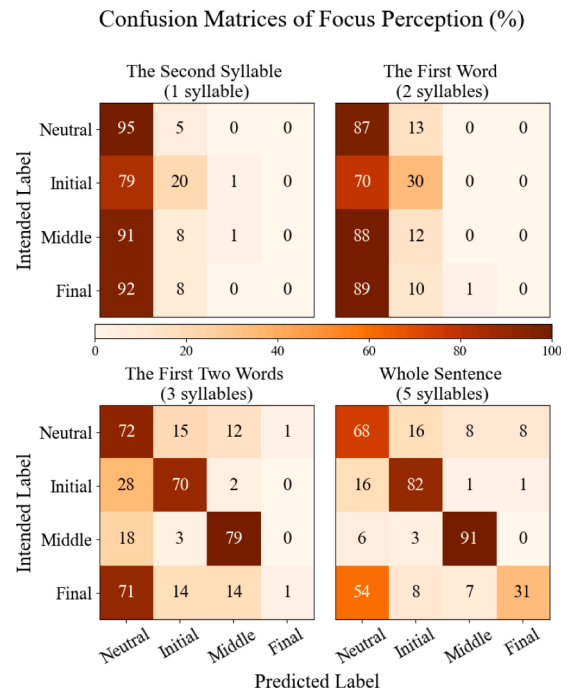 Confusion Matrices of Focus Perception (%)
The Second Syllable
(1 syllable)
The First Word
(2 syllables)
Intended Label
Neutral 95 5 0 0 87 13 0 0
Initial 79 20 1 0 70 30 0 0
Middle 91 8 1 0 88 12 0 0
Final 92 8 0 0 89 10 1 0
0 20 40 60 80 100
The First Two Words
(3 syllables)
Whole Sentence
(5 syllables)
Intended Label
Neutral 72 15 12 1 68 16 8 8
Initial 28 70 2 0 16 82 1 1
Middle 18 3 79 0 6 3 91 0
Final 71 14 14 1 54 8 7 31
Neutral Initial Middle Final Neutral Initial Middle Final
Predicted Label